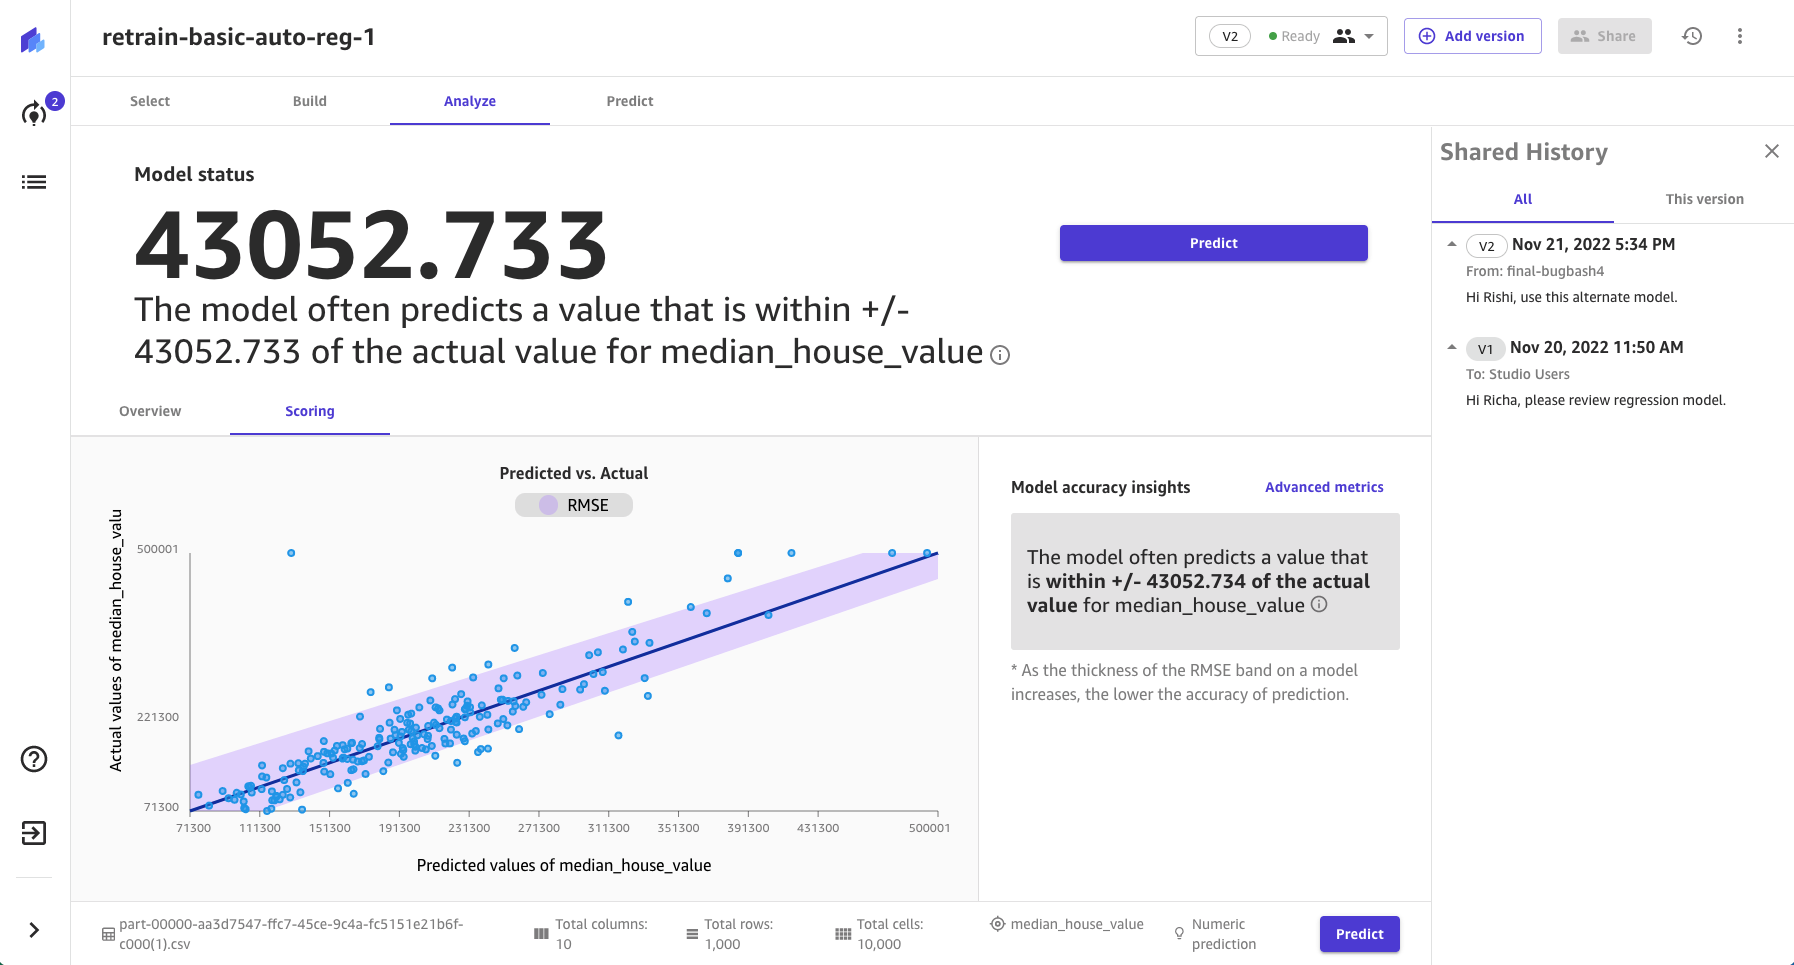 retrain-basic-auto-reg-1
V2
Ready
Add version
Share
2
Select
Build
Analyze
Predict
Model status
43052.733
The model often predicts a value that is within +/-
43052.733 of the actual value for median_house_value
Predict
Overview
Scoring
Predicted vs. Actual
RMSE
Actual values of median_house_valu
500001
221300
71300
71300
111300
151300
191300
231300
271300
311300
351300
391300
431300
500001
Predicted values of median_house_value
Model accuracy insights
Advanced metrics
The model often predicts a value that
is within +/- 43052.734 of the actual
value for median_house_value
* As the thickness of the RMSE band on a model
increases, the lower the accuracy of prediction.
Shared History
All
This version
V2 Nov 21, 2022 5:34 PM
From: final-bugbash4
Hi Rishi, use this alternate model.
V1 Nov 20, 2022 11:50 AM
To: Studio Users
Hi Richa, please review regression model.
part-00000-aa3d7547-ffc7-45ce-9c4a-fc5151e21b6f-
c000(1).csv
Total columns:
10
Total rows:
1,000
Total cells:
10,000
median_house_value
Numeric
prediction
Predict